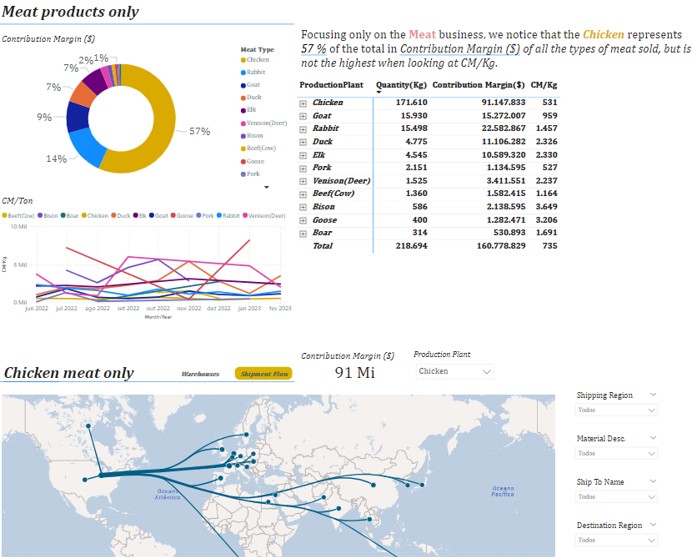 Meat products only
Contribution Margin ($)
7%
2%
1%
7%
9%
14%
57%
Meat Type
Chicken
Rabbit
Goat
Duck
Elk
Venison(Deer)
Bison
Beef(Cow)
Goose
Pork
Focusing only on the Meat business, we notice that the Chicken represents
57 % of the total in Contribution Margin ($) of all the types of meat sold, but is
not the highest when looking at CM/Kg.
ProductionPlant Quantity(Kg) Contribution Margin($) CM/Kg
Chicken 171.610 91.147.833 531
Goat 15.930 15.272.007 959
Rabbit 15.498 22.582.867 1.457
Duck 4.775 11.106.282 2.326
Elk 4.545 10.589.320 2.330
Pork 2.151 1.134.595 527
Venison(Deer) 1.525 3.411.551 2.237
Beef(Cow) 1.360 1.582.415 1.164
Bison 586 2.138.595 3.649
Goose 400 1.282.471 3.206
Boar 314 530.893 1.691
Total 218.694 160.778.829 735
CM/Ton
Beef(Cow) Bison Boar Chicken Duck Elk Goat Goose Pork Rabbit Venison(Deer)
10 Mil
5 Mil
0 Mil
CM Kg
jun 2022 jul 2022 ago 2022 set 2022 out 2022 nov 2022 dez 2022 jan 2023 fev 2023
Month/Year
Chicken meat only
Warehouses
Shipment Flow
Contribution Margin ($)
91 Mi
Production Plant
Chicken
Oceano
Atlântico
Oceano
Pacífico
Shipping Region
Todos
Material Desc.
Todos
Ship To Name
Todos
Destination Region
Todos